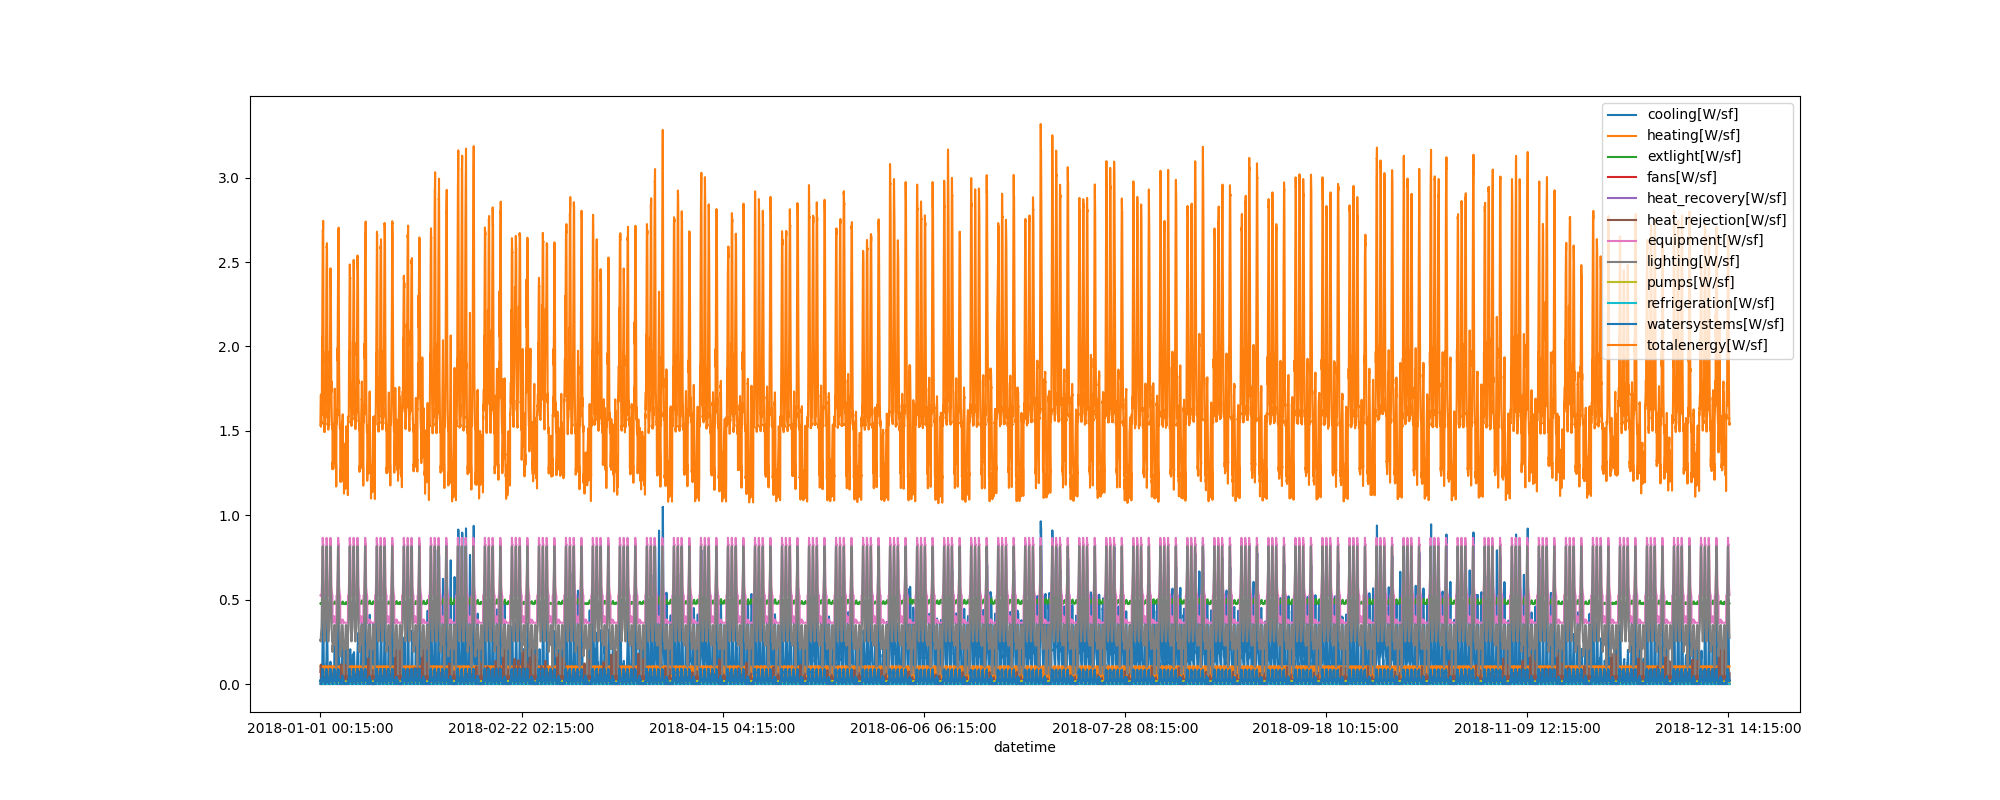 cooling[W/sf]
heating[W/sf]
extlight[W/sf]
fans[W/sf]
heat_recovery[W/sf]
heat_rejection[W/sf]
equipment[W/sf]
lighting[W/sf]
pumps[W/sf]
refrigeration[W/sf]
watersystems[W/sf]
totalenergy[W/sf]
3.0
2.5
2.0
1.5
1.0
0.5
0.0
2018-01-01 00:15:00 2018-02-22 02:15:00 2018-04-15 04:15:00 2018-06-06 06:15:00 2018-07-28 08:15:00 2018-09-18 10:15:00 2018-11-09 12:15:00 2018-12-31 14:15:00
datetime